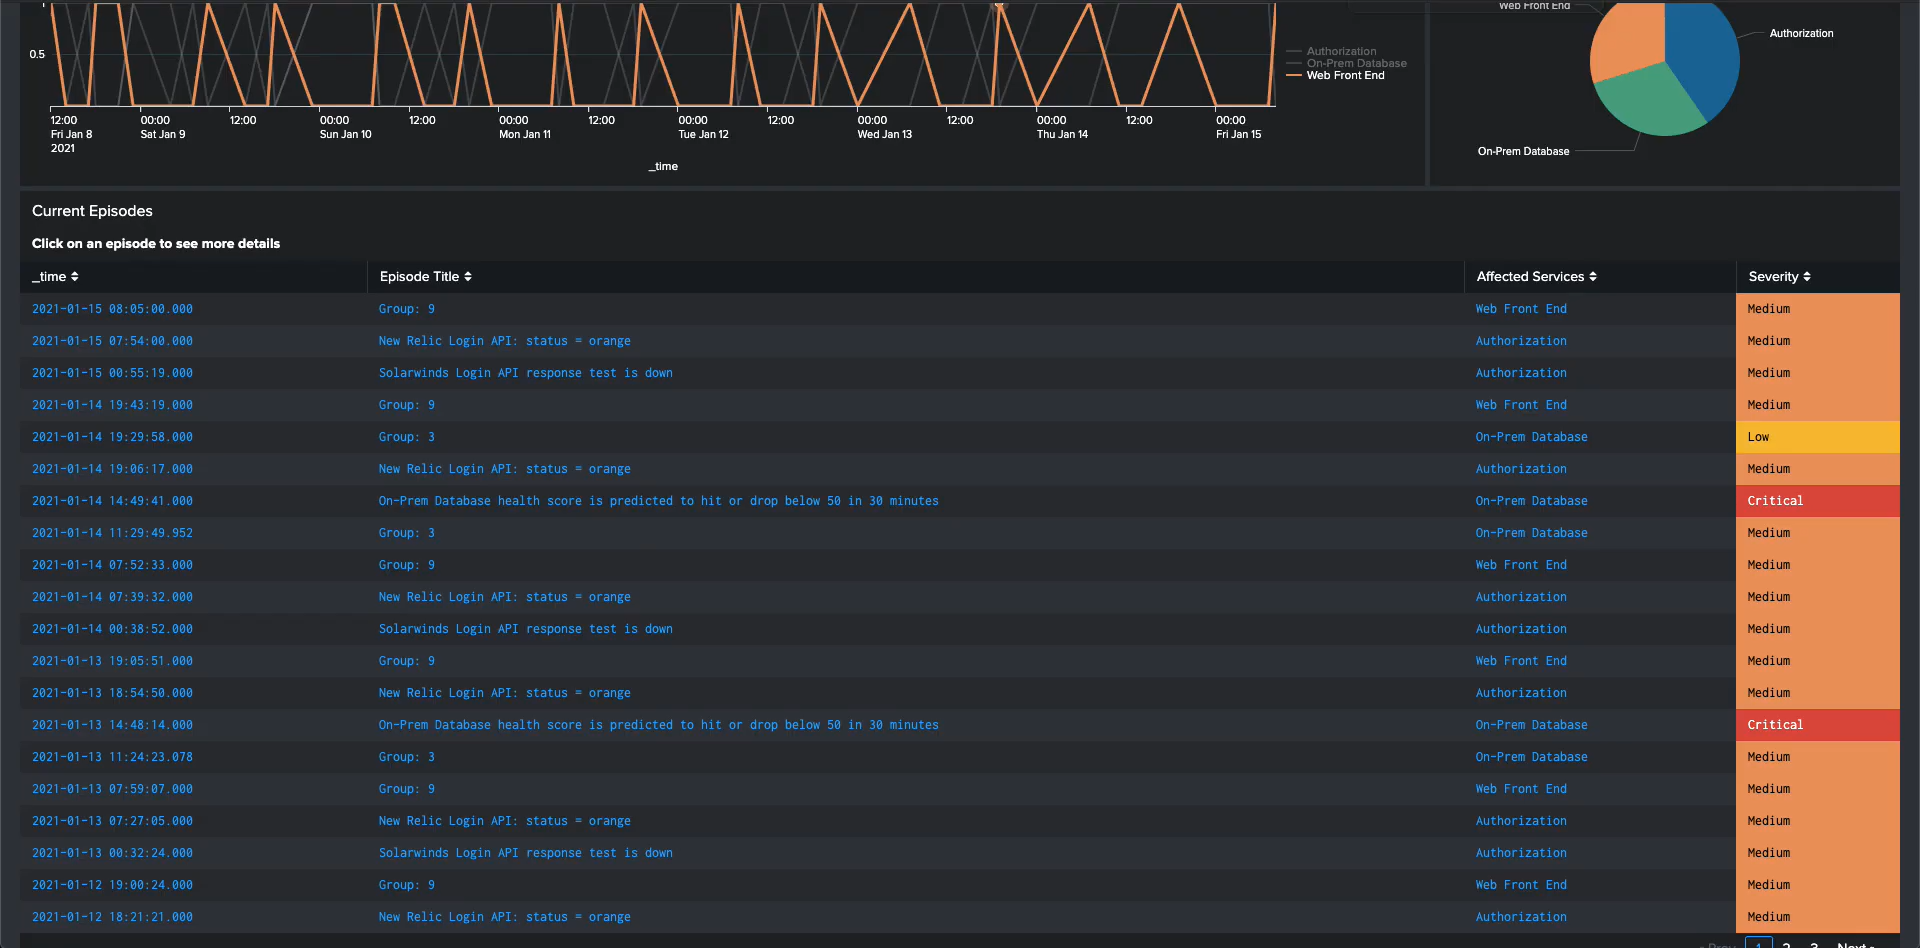 Web Front End
Authorization
0.5
Authorization
On-Prem Database
Web Front End
12:00 00:00 12:00 00:00 12:00 00:00 12:00 00:00 12:00 00:00 12:00 00:00 12:00 00:00
Fri Jan 8 Sat Jan 9 Sun Jan 10 Mon Jan 11 Tue Jan 12 Wed Jan 13 Thu Jan 14 Fri Jan 15
2021
On-Prem Database
_time
Current Episodes
Click on an episode to see more details
_time Episode Title Affected Services Severity
2021-01-15 08:05:00.000 Group: 9 Web Front End Medium
2021-01-15 07:54:00.000 New Relic Login API: status = orange Authorization Medium
2021-01-15 00:55:19.000 Solarwinds Login API response test is down Authorization Medium
2021-01-14 19:43:19.000 Group: 9 Web Front End Medium
2021-01-14 19:29:58.000 Group: 3 On-Prem Database Low
2021-01-14 19:06:17.000 New Relic Login API: status = orange Authorization Medium
2021-01-14 14:49:41.000 On-Prem Database health score is predicted to hit or drop below 50 in 30 minutes On-Prem Database Critical
2021-01-14 11:29:49.952 Group: 3 On-Prem Database Medium
2021-01-14 07:52:33.000 Group: 9 Web Front End Medium
2021-01-14 07:39:32.000 New Relic Login API: status = orange Authorization Medium
2021-01-14 00:38:52.000 Solarwinds Login API response test is down Authorization Medium
2021-01-13 19:05:51.000 Group: 9 Web Front End Medium
2021-01-13 18:54:50.000 New Relic Login API: status = orange Authorization Medium
2021-01-13 14:48:14.000 On-Prem Database health score is predicted to hit or drop below 50 in 30 minutes On-Prem Database Critical
2021-01-13 11:24:23.078 Group: 3 On-Prem Database Medium
2021-01-13 07:59:07.000 Group: 9 Web Front End Medium
2021-01-13 07:27:05.000 New Relic Login API: status = orange Authorization Medium
2021-01-13 00:32:24.000 Solarwinds Login API response test is down Authorization Medium
2021-01-12 19:00:24.000 Group: 9 Web Front End Medium
2021-01-12 18:21:21.000 New Relic Login API: status = orange Authorization Medium
« Prev 1 2 3 Next »